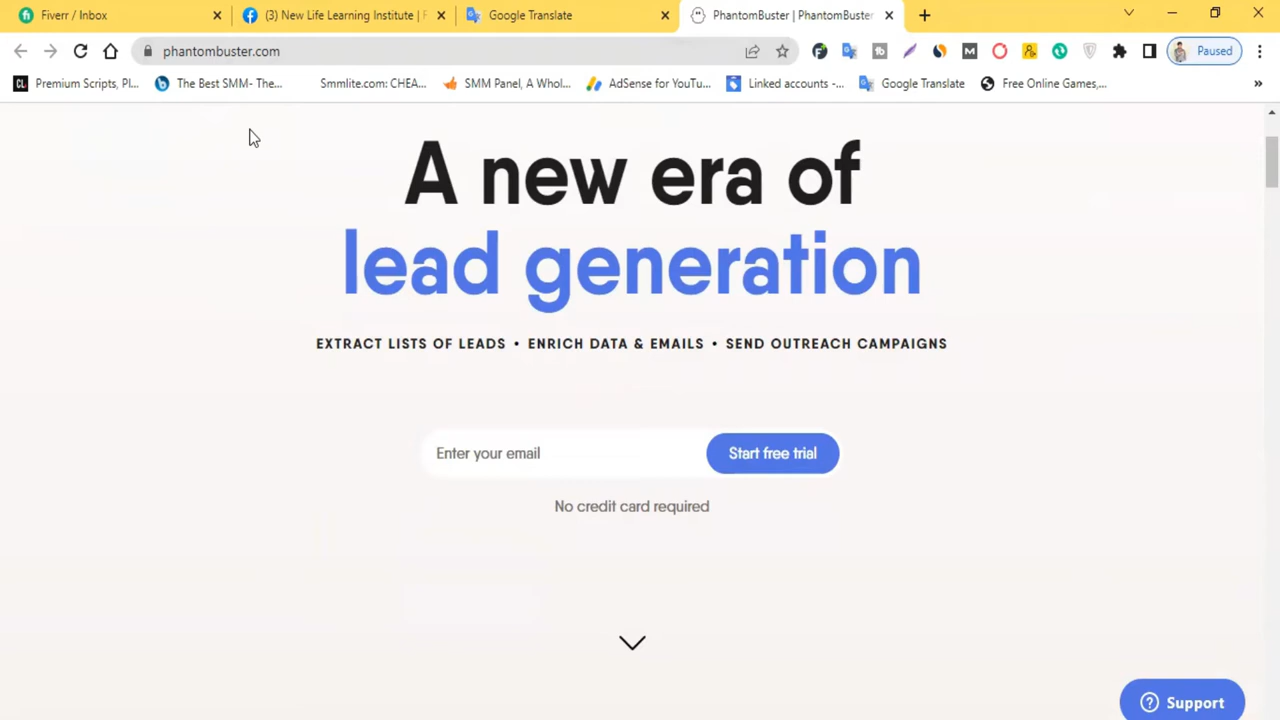 Fiverr / Inbox
(3) New Life Learning Institute | F
Google Translate
PhantomBuster | PhantomBuster
phantombuster.com
Paused
CL Premium Scripts, Pl...
The Best SMM- The...
Smmlite.com: CHEA...
SMM Panel, A Whol...
AdSense for YouTu...
Linked accounts -...
Google Translate
Free Online Games,...
A new era of
lead generation
EXTRACT LISTS OF LEADS • ENRICH DATA & EMAILS • SEND OUTREACH CAMPAIGNS
Enter your email
Start free trial
No credit card required
Support